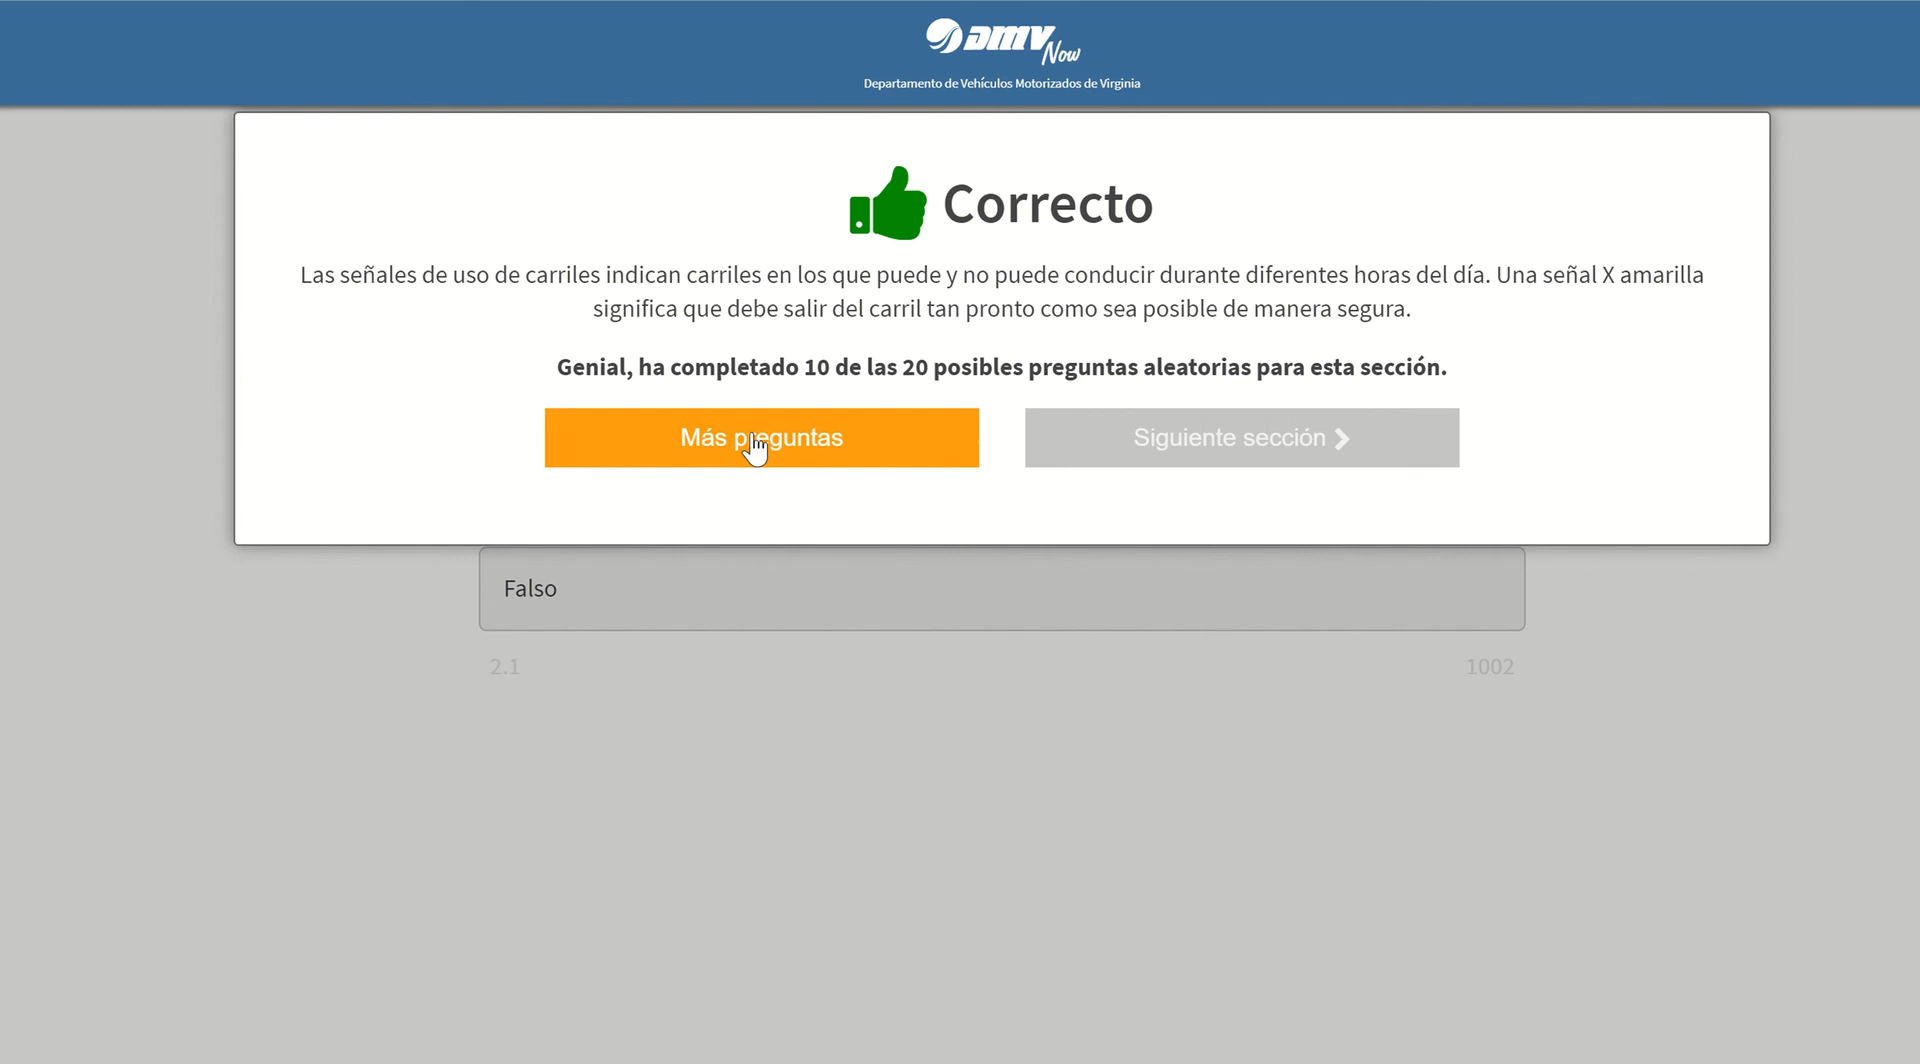 DMV Now
Departamento de Vehículos Motorizados de Virginia
Correcto
Las señales de uso de carriles indican carriles en los que puede y no puede conducir durante diferentes horas del día. Una señal X amarilla
significa que debe salir del carril tan pronto como sea posible de manera segura.
Genial, ha completado 10 de las 20 posibles preguntas aleatorias para esta sección.
Más preguntas
Siguiente sección
Falso
2.1
1002